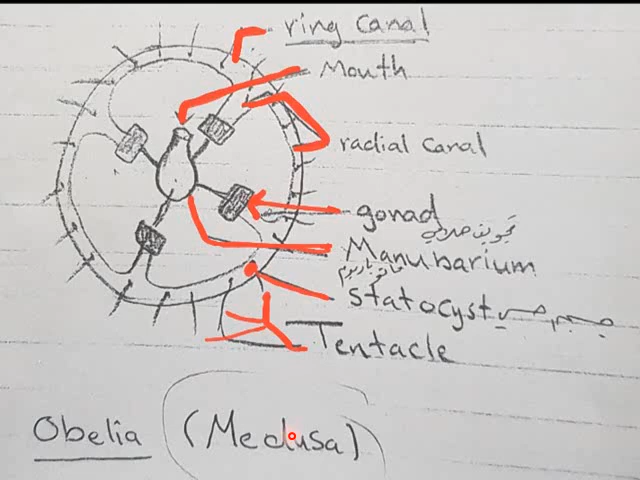 ring Canal
Mouth
radial Canal
gonad
Manubarium
Statocyst
Tentacle
Obelia (Medusa)